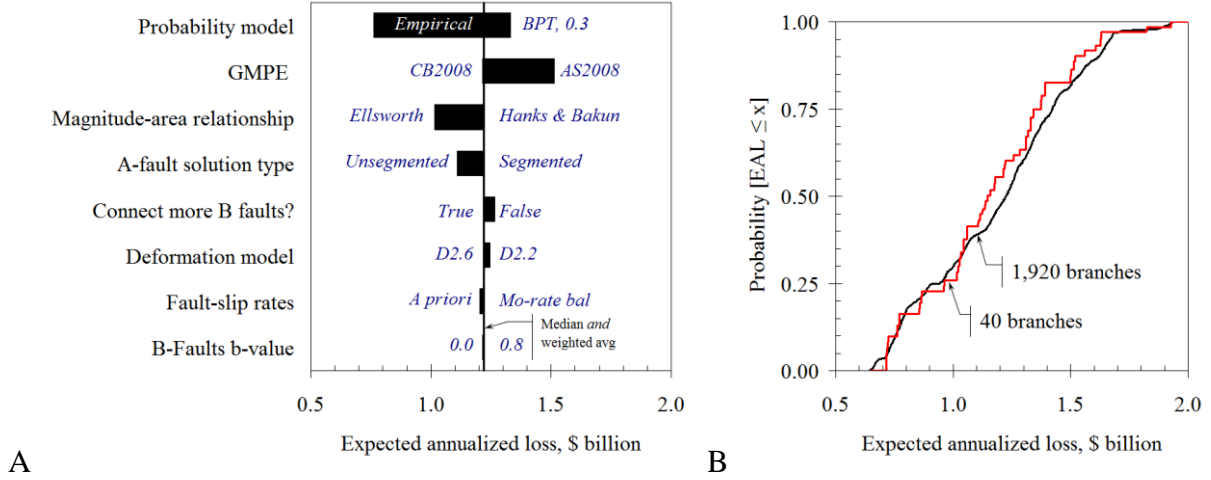 Probability model
Empirical
BPT, 0.3
GMPE
CB2008
AS2008
Magnitude-area relationship
Ellsworth
Hanks & Bakun
A-fault solution type
Unsegmented
Segmented
Connect more B faults?
True
False
Deformation model
D2.6
D2.2
Fault-slip rates
A priori
Mo-rate bal
B-Faults b-value
0.0
0.8
Median and
weighted avg
0.5
1.0
1.5
2.0
Expected annualized loss, $ billion
A
Probability [EAL ≤ x]
1.00
0.75
0.50
0.25
0.00
1,920 branches
40 branches
0.5
1.0
1.5
2.0
Expected annualized loss, $ billion
B